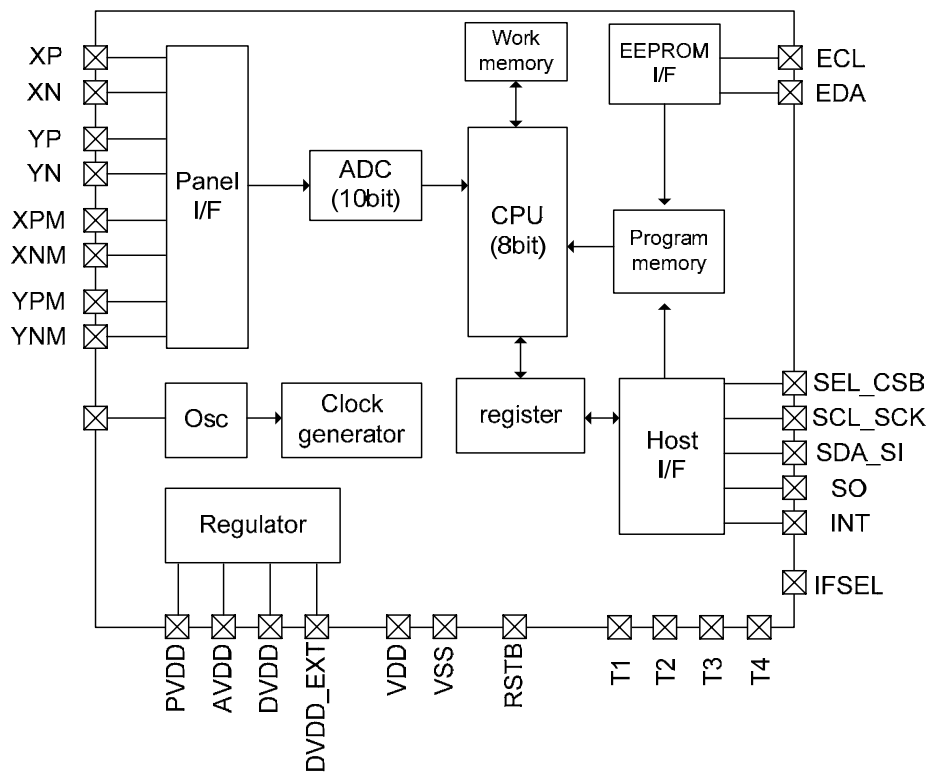 XP
XN
YP
YN
XPM
XNM
YPM
YNM
Panel
I/F
ADC
(10bit)
Work
memory
CPU
(8bit)
EEPROM
I/F
ECL
EDA
Program
memory
Osc
Clock
generator
register
Host
I/F
SEL_CSB
SCL_SCK
SDA_SI
SO
INT
IFSEL
Regulator
PVDD
AVDD
DVDD
DVDD_EXT
VDD
VSS
RSTB
T1
T2
T3
T4